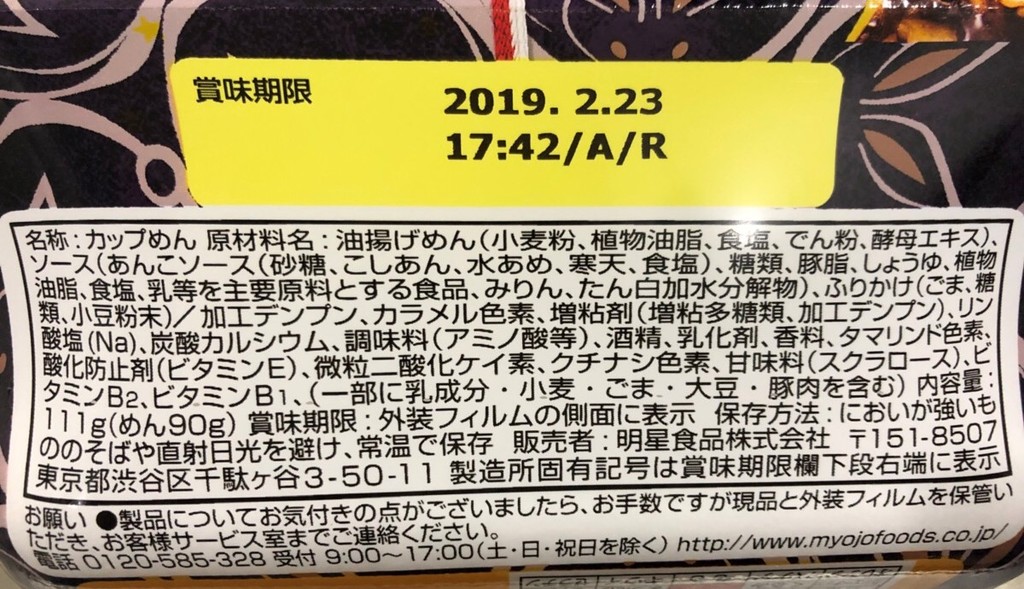 賞味期限
2019. 2.23
17:42/A/R
名称：カップめん 原材料名：油揚げめん(小麦粉、植物油脂、食塩、でん粉、酵母エキス)、
ソース(あんこソース(砂糖、こしあん、水あめ、寒天、食塩)、糖類、豚脂、しょうゆ、植物
油脂、食塩、乳等を主要原料とする食品、みりん、たん白加水分解物)、ふりかけ(ごま、糖
類、小豆粉末)／加工デンプン、カラメル色素、増粘剤(増粘多糖類、加工デンプン)、リン
酸塩(Na)、炭酸カルシウム、調味料(アミノ酸等)、酒精、乳化剤、香料、タマリンド色素、
酸化防止剤(ビタミンE)、微粒二酸化ケイ素、クチナシ色素、甘味料(スクラロース)、ビ
タミンB2、ビタミンB1、(一部に乳成分・小麦・ごま・大豆・豚肉を含む) 内容量：
111g(めん90g) 賞味期限：外装フィルムの側面に表示 保存方法：においが強いも
ののそばや直射日光を避け、常温で保存 販売者：明星食品株式会社 〒151-8507
東京都渋谷区千駄ヶ谷3-50-11 製造所固有記号は賞味期限欄下段右端に表示
お願い ●製品についてお気付きの点がございましたら、お手数ですが現品と外装フィルムを保管い
ただき、お客様サービス室までご連絡ください。
電話 0120-585-328 受付 9:00〜17:00(土・日・祝日を除く) http://www.myojofoods.co.jp/